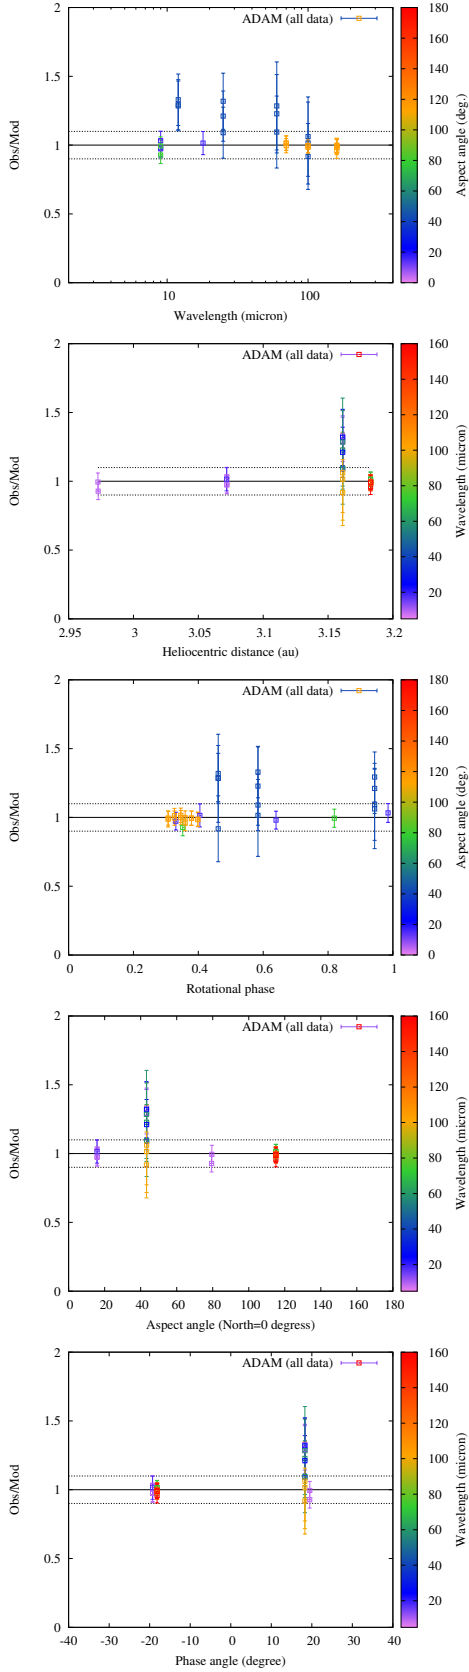 ADAM (all data)
Obs/Mod
0
0.5
1
1.5
2
10
100
Wavelength (micron)
0
20
40
60
80
100
120
140
160
180
Aspect angle (deg.)
ADAM (all data)
Obs/Mod
0
0.5
1
1.5
2
2.95 3 3.05 3.1 3.15 3.2
Heliocentric distance (au)
20
40
60
80
100
120
140
160
Wavelength (micron)
ADAM (all data)
Obs/Mod
0
0.5
1
1.5
2
0 0.2 0.4 0.6 0.8 1
Rotational phase
0
20
40
60
80
100
120
140
160
180
Aspect angle (deg.)
ADAM (all data)
Obs/Mod
0
0.5
1
1.5
2
0 20 40 60 80 100 120 140 160 180
Aspect angle (North=0 degress)
20
40
60
80
100
120
140
160
Wavelength (micron)
ADAM (all data)
Obs/Mod
0
0.5
1
1.5
2
-40 -30 -20 -10 0 10 20 30 40
Phase angle (degree)
20
40
60
80
100
120
140
160
Wavelength (micron)